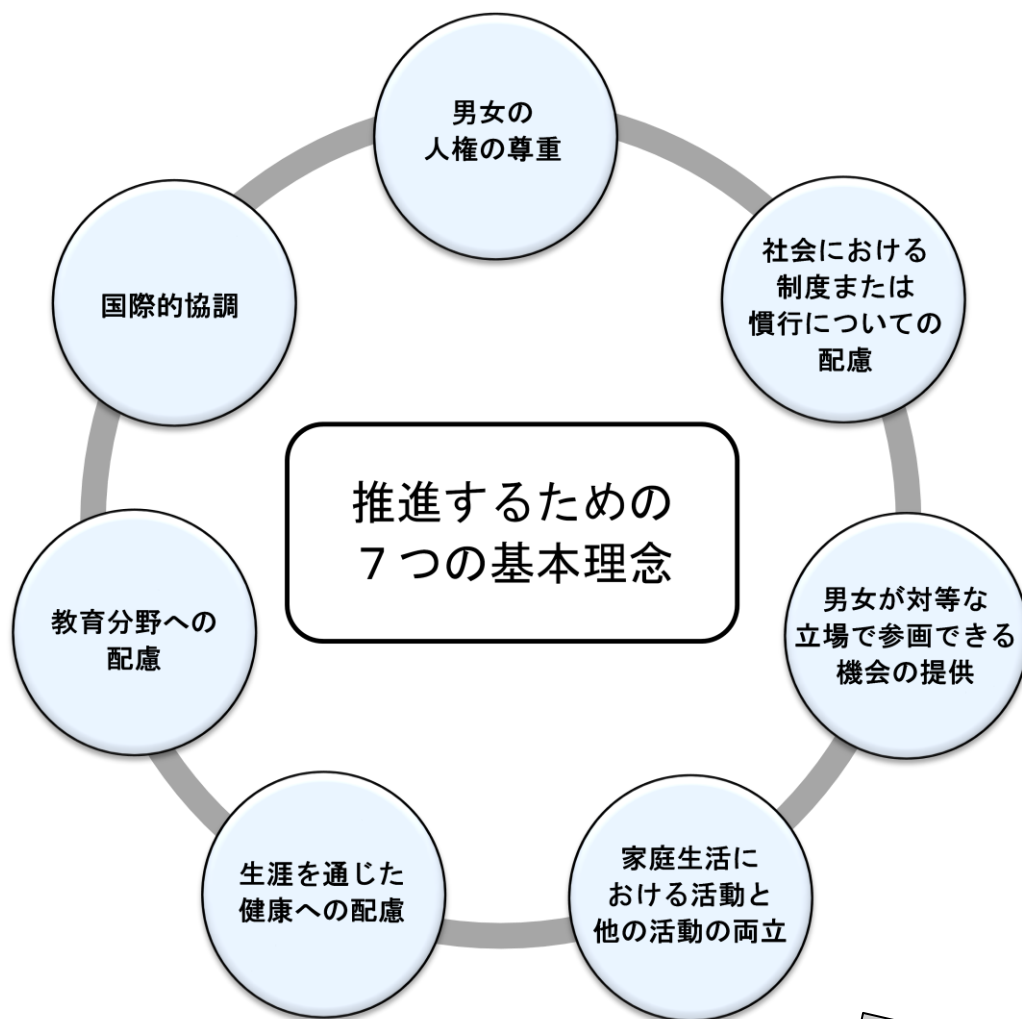 男女の
人権の尊重
社会における
制度または
慣行についての
配慮
男女が対等な
立場で参画できる
機会の提供
家庭生活に
おける活動と
他の活動の両立
生涯を通じた
健康への配慮
教育分野への
配慮
国際的協調
推進するための
７つの基本理念